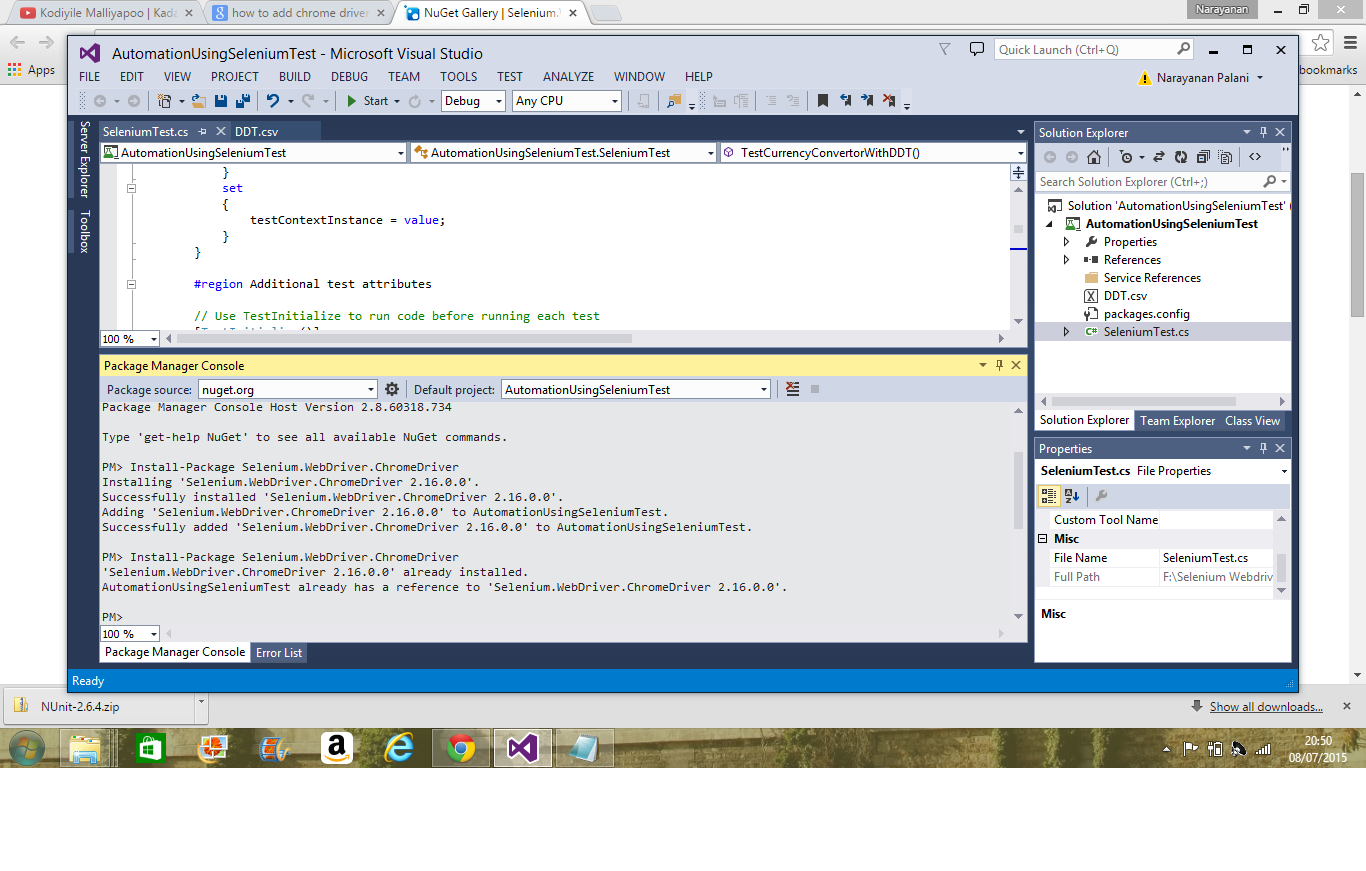 Kodiyile Malliyapoo | Kada
how to add chrome driver
NuGet Gallery | Selenium.
Narayanan
Apps
bookmarks
AutomationUsingSeleniumTest - Microsoft Visual Studio
Quick Launch (Ctrl+Q)
FILE EDIT VIEW PROJECT BUILD DEBUG TEAM TOOLS TEST ANALYZE WINDOW HELP
Narayanan Palani
Start
Debug
Any CPU
Server Explorer
Toolbox
SeleniumTest.cs
DDT.csv
AutomationUsingSeleniumTest
AutomationUsingSeleniumTest.SeleniumTest
TestCurrencyConvertorWithDDT()
}
set
{
testContextInstance = value;
}
}
#region Additional test attributes
// Use TestInitialize to run code before running each test
[TestInitialize()]
100 %
Package Manager Console
Package source: nuget.org
Default project: AutomationUsingSeleniumTest
Package Manager Console Host Version 2.8.60318.734
Type 'get-help NuGet' to see all available NuGet commands.
PM> Install-Package Selenium.WebDriver.ChromeDriver
Installing 'Selenium.WebDriver.ChromeDriver 2.16.0.0'.
Successfully installed 'Selenium.WebDriver.ChromeDriver 2.16.0.0'.
Adding 'Selenium.WebDriver.ChromeDriver 2.16.0.0' to AutomationUsingSeleniumTest.
Successfully added 'Selenium.WebDriver.ChromeDriver 2.16.0.0' to AutomationUsingSeleniumTest.
PM> Install-Package Selenium.WebDriver.ChromeDriver
'Selenium.WebDriver.ChromeDriver 2.16.0.0' already installed.
AutomationUsingSeleniumTest already has a reference to 'Selenium.WebDriver.ChromeDriver 2.16.0.0'.
PM>
100 %
Package Manager Console
Error List
Solution Explorer
Search Solution Explorer (Ctrl+;)
Solution 'AutomationUsingSeleniumTest' (
AutomationUsingSeleniumTest
Properties
References
Service References
DDT.csv
packages.config
C# SeleniumTest.cs
Solution Explorer
Team Explorer
Class View
Properties
SeleniumTest.cs File Properties
Custom Tool Name
Misc
File Name SeleniumTest.cs
Full Path F:\Selenium Webdriv
Misc
Ready
NUnit-2.6.4.zip
Show all downloads...
20:50
08/07/2015